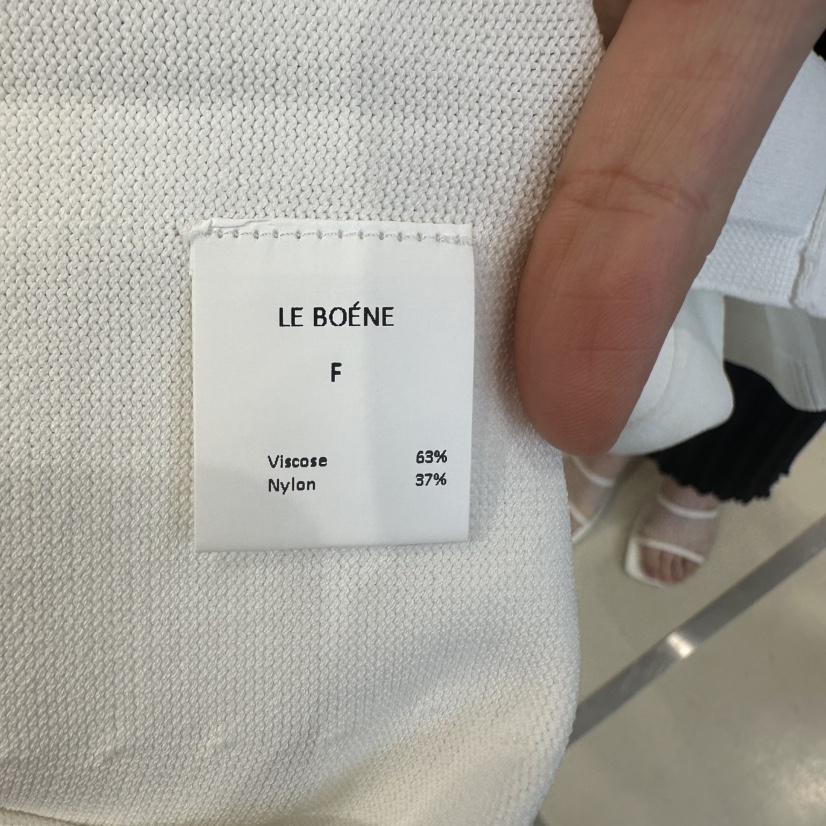 LE BOÉNE
F
Viscose 63%
Nylon 37%